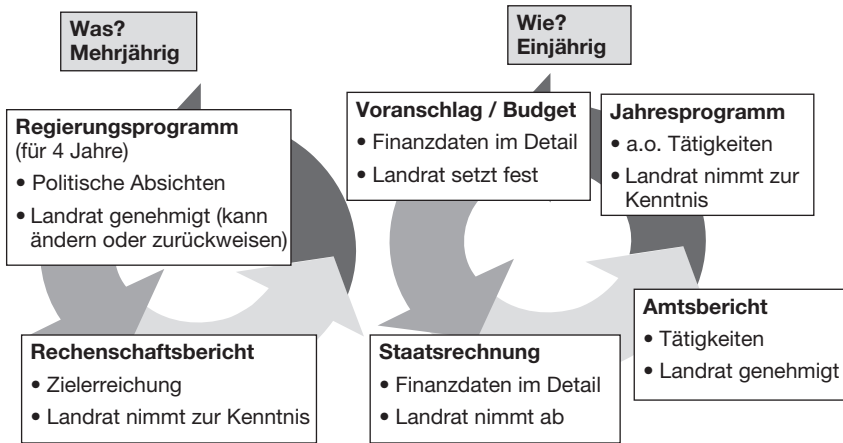 Was?
Mehrjährig
Regierungsprogramm
(für 4 Jahre)
• Politische Absichten
• Landrat genehmigt (kann
ändern oder zurückweisen)
Rechenschaftsbericht
• Zielerreichung
• Landrat nimmt zur Kenntnis
Wie?
Einjährig
Voranschlag / Budget
• Finanzdaten im Detail
• Landrat setzt fest
Jahresprogramm
• a.o. Tätigkeiten
• Landrat nimmt zur
Kenntnis
Staatsrechnung
• Finanzdaten im Detail
• Landrat nimmt ab
Amtsbericht
• Tätigkeiten
• Landrat genehmigt